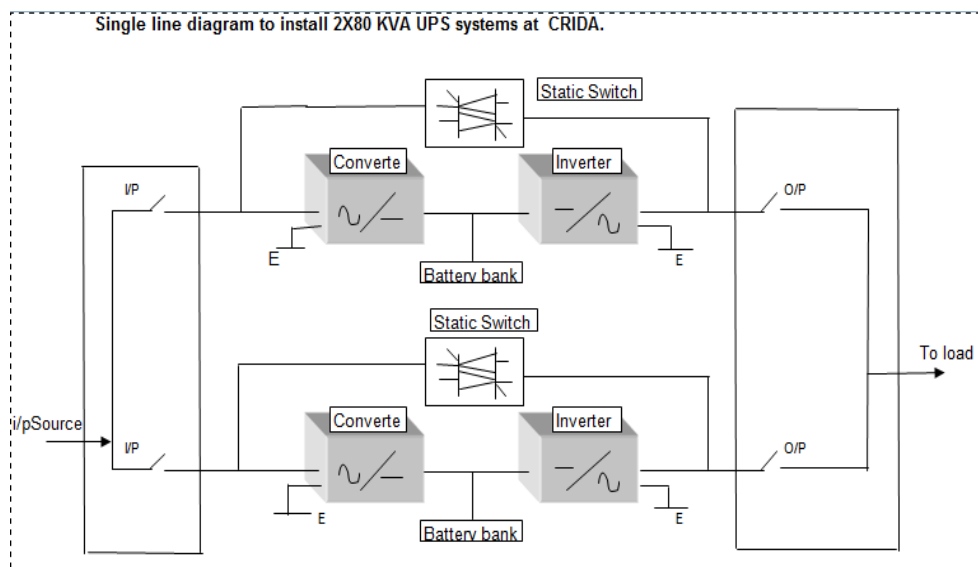 Single line diagram to install 2X80 KVA UPS systems at CRIDA.
Static Switch
Converte
Inverter
I/P
O/P
E
E
Battery bank
Static Switch
To load
i/pSource
Converte
Inverter
I/P
O/P
E
E
Battery bank